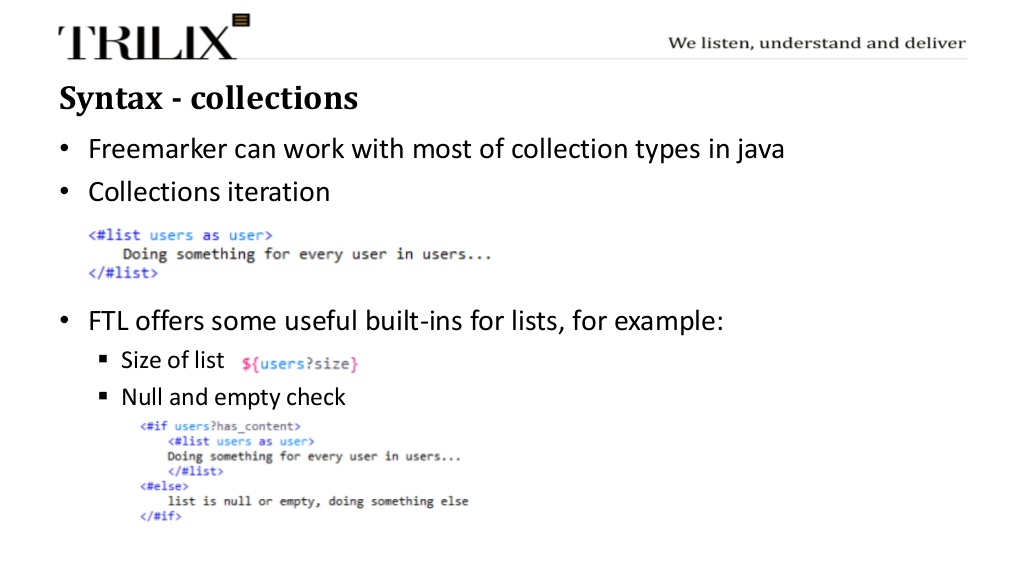 TRILIX
We listen, understand and deliver
Syntax - collections
• Freemarker can work with most of collection types in java
• Collections iteration
<#list users as user>
    Doing something for every user in users...
</#list>
• FTL offers some useful built-ins for lists, for example:
▪ Size of list ${users?size}
▪ Null and empty check
<#if users?has_content>
    <#list users as user>
    Doing something for every user in users...
    </#list>
<#else>
    list is null or empty, doing something else
</#if>